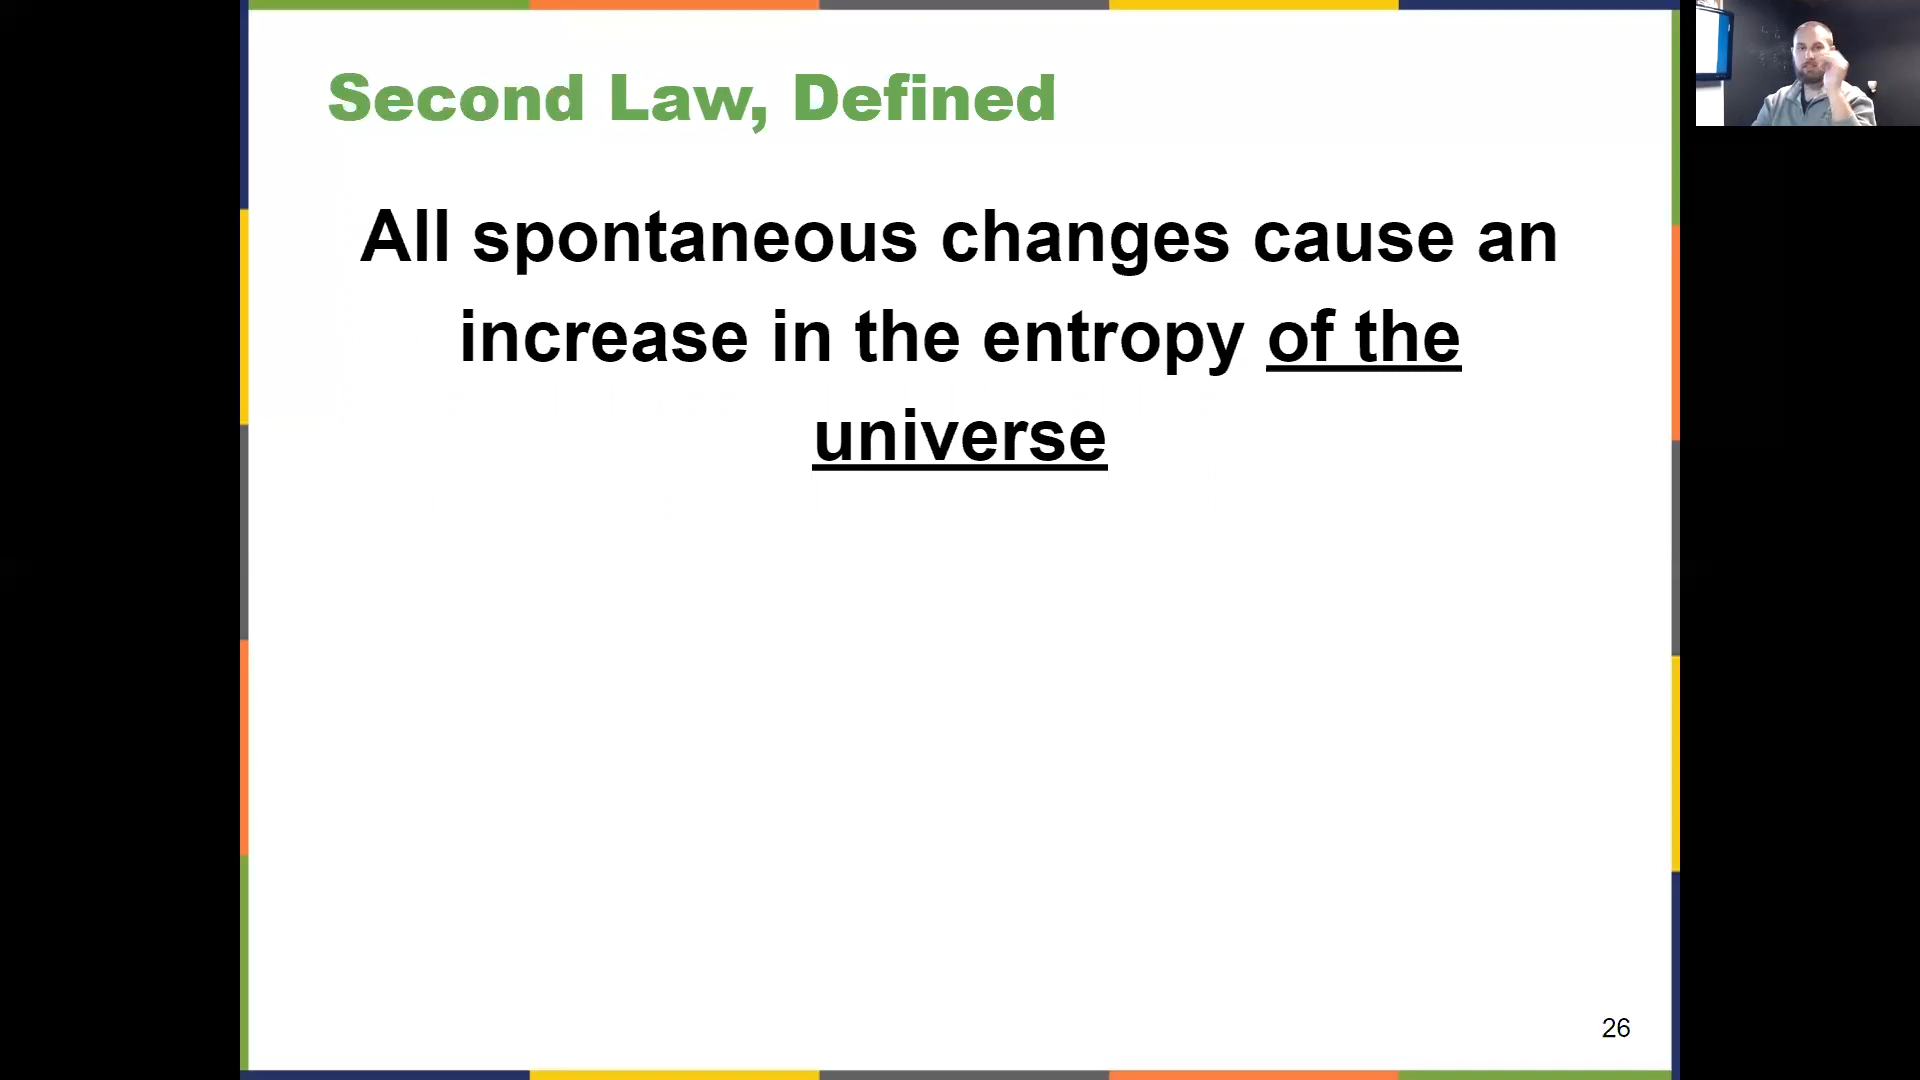 Second Law, Defined
All spontaneous changes cause an
increase in the entropy of the
universe
26